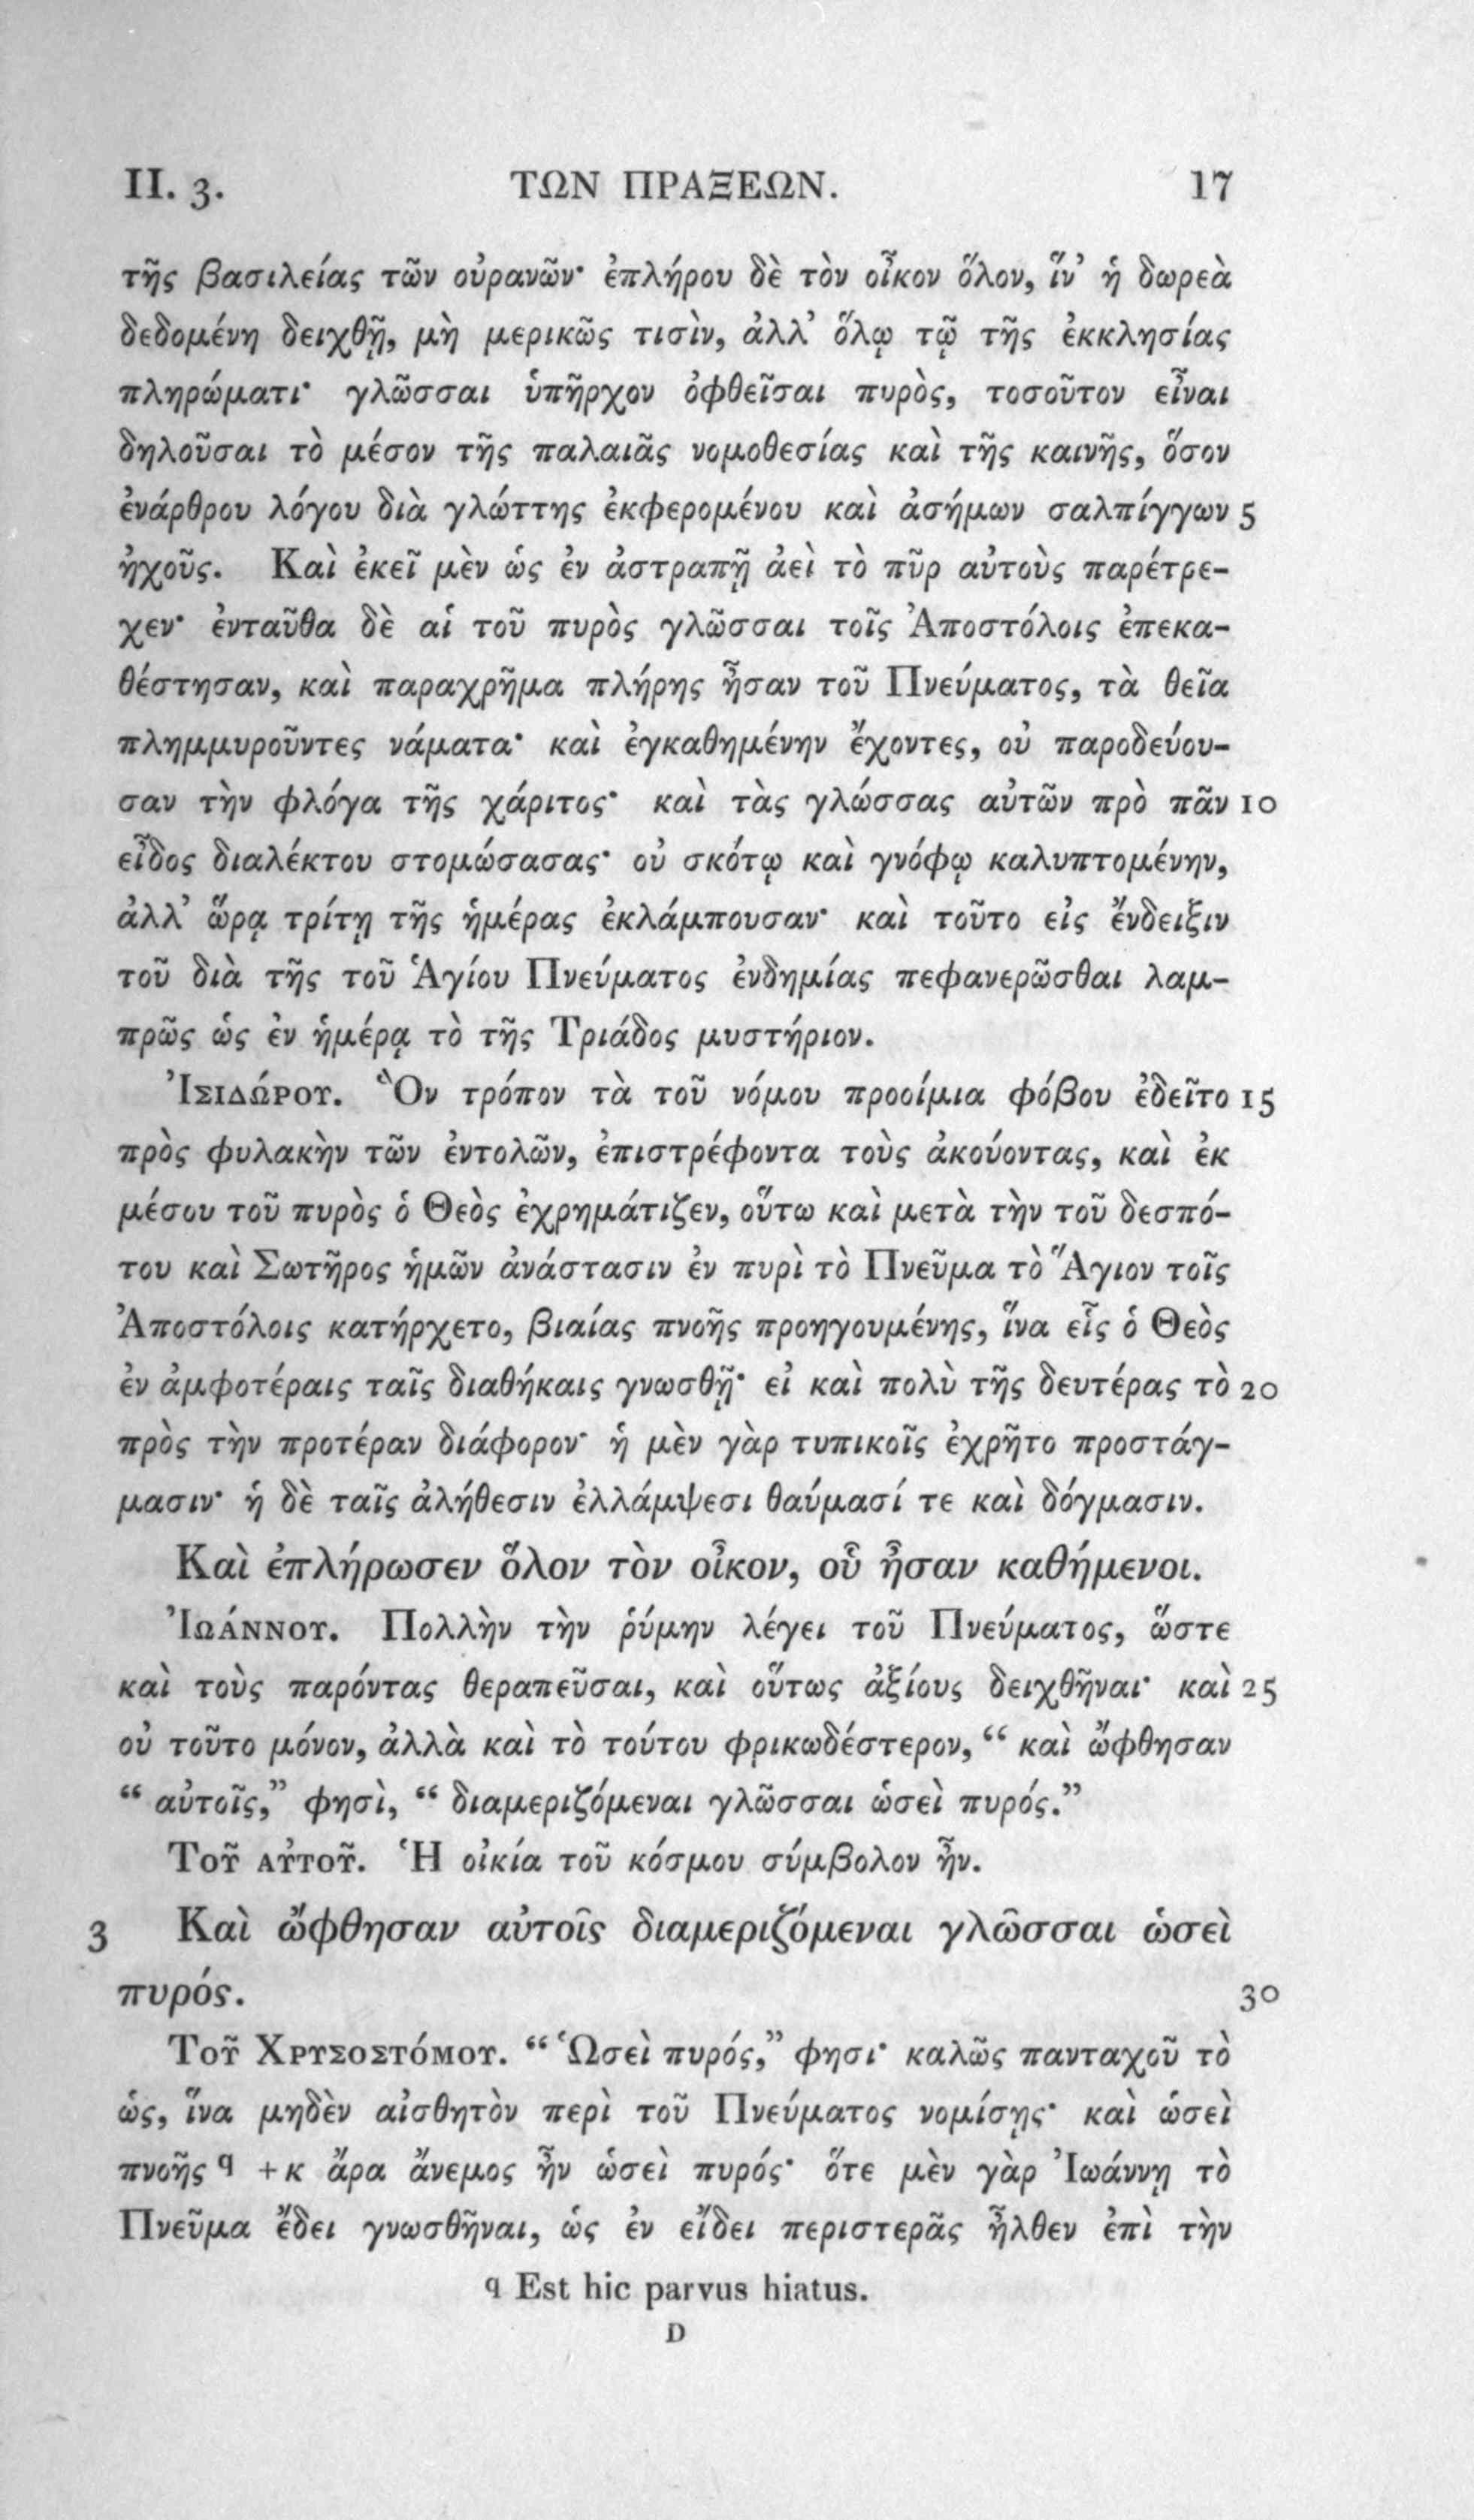 II. 3. ΤΩΝ ΠΡΑΞΕΩΝ. 17
τῆς βασιλείας τῶν οὐρανῶν· ἐπλήρου δὲ τὸν οἶκον ὅλον, ἵν’ ἡ δωρεὰ
δεδομένη δειχθῇ, μὴ μερικῶς τισὶν, ἀλλ’ ὅλῳ τῷ τῆς ἐκκλησίας
πληρώματι· γλῶσσαι ὑπῆρχον ὀφθεῖσαι πυρὸς, τοσοῦτον εἶναι
δηλοῦσαι τὸ μέσον τῆς παλαιᾶς νομοθεσίας καὶ τῆς καινῆς, ὅσον
ἐνάρθρου λόγου διὰ γλώττης ἐκφερομένου καὶ ἀσήμων σαλπίγγων 5
ἠχοῦς. Καὶ ἐκεῖ μὲν ὡς ἐν ἀστραπῇ ἀεὶ τὸ πῦρ αὐτοὺς παρέτρε-
χεν· ἐνταῦθα δὲ αἱ τοῦ πυρὸς γλῶσσαι τοῖς Ἀποστόλοις ἐπεκα-
θέστησαν, καὶ παραχρῆμα πλήρης ἦσαν τοῦ Πνεύματος, τὰ θεῖα
πλημμυροῦντες νάματα· καὶ ἐγκαθημένην ἔχοντες, οὐ παροδεύου-
σαν τὴν φλόγα τῆς χάριτος· καὶ τὰς γλώσσας αὐτῶν πρὸ πᾶν 10
εἶδος διαλέκτου στομώσασας· οὐ σκότῳ καὶ γνόφῳ καλυπτομένην,
ἀλλ’ ὥρᾳ τρίτῃ τῆς ἡμέρας ἐκλάμπουσαν· καὶ τοῦτο εἰς ἔνδειξιν
τοῦ διὰ τῆς τοῦ Ἁγίου Πνεύματος ἐνδημίας πεφανερῶσθαι λαμ-
πρῶς ὡς ἐν ἡμέρᾳ τὸ τῆς Τριάδος μυστήριον.
ἸΣΙΔΏΡΟΥ. Ὃν τρόπον τὰ τοῦ νόμου προοίμια φόβου ἐδεῖτο 15
πρὸς φυλακὴν τῶν ἐντολῶν, ἐπιστρέφοντα τοὺς ἀκούοντας, καὶ ἐκ
μέσου τοῦ πυρὸς ὁ Θεὸς ἐχρημάτιζεν, οὕτω καὶ μετὰ τὴν τοῦ δεσπό-
του καὶ Σωτῆρος ἡμῶν ἀνάστασιν ἐν πυρὶ τὸ Πνεῦμα τὸ Ἅγιον τοῖς
Ἀποστόλοις κατήρχετο, βιαίας πνοῆς προηγουμένης, ἵνα εἷς ὁ Θεὸς
ἐν ἀμφοτέραις ταῖς διαθήκαις γνωσθῇ· εἰ καὶ πολὺ τῆς δευτέρας τὸ 20
πρὸς τὴν προτέραν διάφορον· ἡ μὲν γὰρ τυπικοῖς ἐχρῆτο προστάγ-
μασιν· ἡ δὲ ταῖς ἀλήθεσιν ἐλλάμψεσι θαύμασί τε καὶ δόγμασιν.
Καὶ ἐπλήρωσεν ὅλον τὸν οἶκον, οὗ ἦσαν καθήμενοι.
ἸΩΆΝΝΟΥ. Πολλὴν τὴν ῥύμην λέγει τοῦ Πνεύματος, ὥστε
καὶ τοὺς παρόντας θεραπεῦσαι, καὶ οὕτως ἀξίους δειχθῆναι· καὶ 25
οὐ τοῦτο μόνον, ἀλλὰ καὶ τὸ τούτου φρικωδέστερον, “ καὶ ὤφθησαν
“ αὐτοῖς,” φησὶ, “ διαμεριζόμεναι γλῶσσαι ὡσεὶ πυρός.”
ΤΟΥ͂ ΑΥ̓ΤΟΥ͂. Ἡ οἰκία τοῦ κόσμου σύμβολον ἦν.
3 Καὶ ὤφθησαν αὐτοῖς διαμεριζόμεναι γλῶσσαι ὡσεὶ
πυρός. 30
ΤΟΥ͂ ΧΡΥΣΟΣΤΌΜΟΥ. “ Ὡσεὶ πυρός,” φησι· καλῶς πανταχοῦ τὸ
ὡς, ἵνα μηδὲν αἰσθητὸν περὶ τοῦ Πνεύματος νομίσῃς· καὶ ὡσεὶ
πνοῆς q +κ ἄρα ἄνεμος ἦν ὡσεὶ πυρός· ὅτε μὲν γὰρ Ἰωάννῃ τὸ
Πνεῦμα ἔδει γνωσθῆναι, ὡς ἐν εἴδει περιστερᾶς ἦλθεν ἐπὶ τὴν
q Est hic parvus hiatus.
D